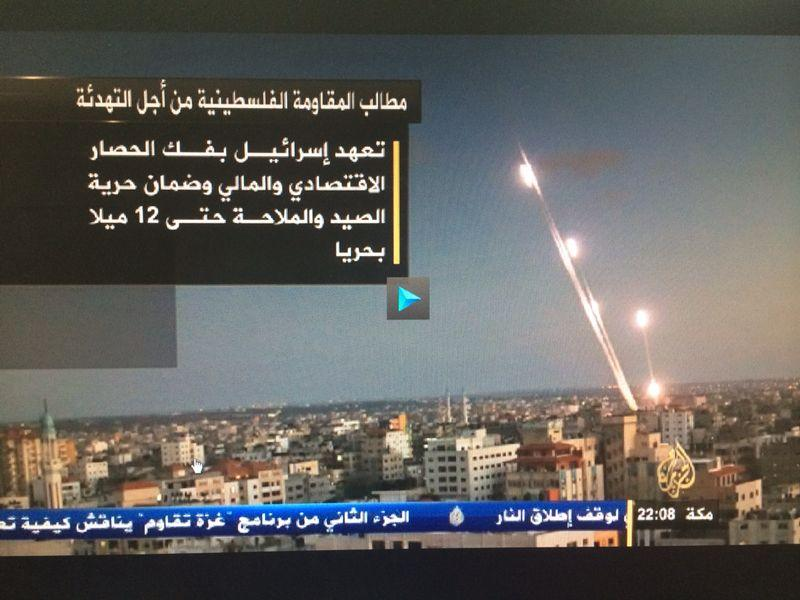 مطالب المقاومة الفلسطينية من أجل التهدئة
تعهد إسرائيل بفك الحصار
الاقتصادي والمالي وضمان حرية
الصيد والملاحة حتى 12 ميلا
بحريا
مكة 22:08
لوقف إطلاق النار
الجزء الثاني من برنامج "غزة تقاوم" يناقش كيفية